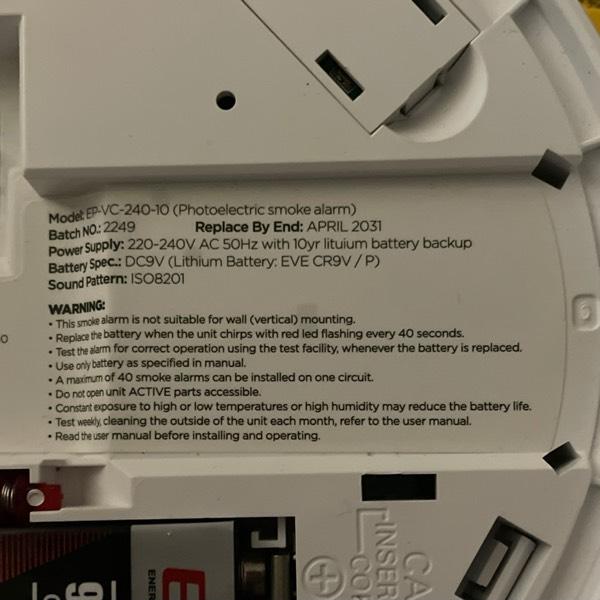 Model: EP-VC-240-10 (Photoelectric smoke alarm)
Batch NO.: 2249 Replace By End: APRIL 2031
Power Supply: 220-240V AC 50Hz with 10yr lituium battery backup
Battery Spec.: DC9V (Lithium Battery: EVE CR9V / P)
Sound Pattern: ISO8201
WARNING:
• This smoke alarm is not suitable for wall (vertical) mounting.
• Replace the battery when the unit chirps with red led flashing every 40 seconds.
• Test the alarm for correct operation using the test facility, whenever the battery is replaced.
• Use only battery as specified in manual.
• A maximum of 40 smoke alarms can be installed on one circuit.
• Do not open unit ACTIVE parts accessible.
• Constant exposure to high or low temperatures or high humidity may reduce the battery life.
• Test weekly, cleaning the outside of the unit each month, refer to the user manual.
• Read the user manual before installing and operating.